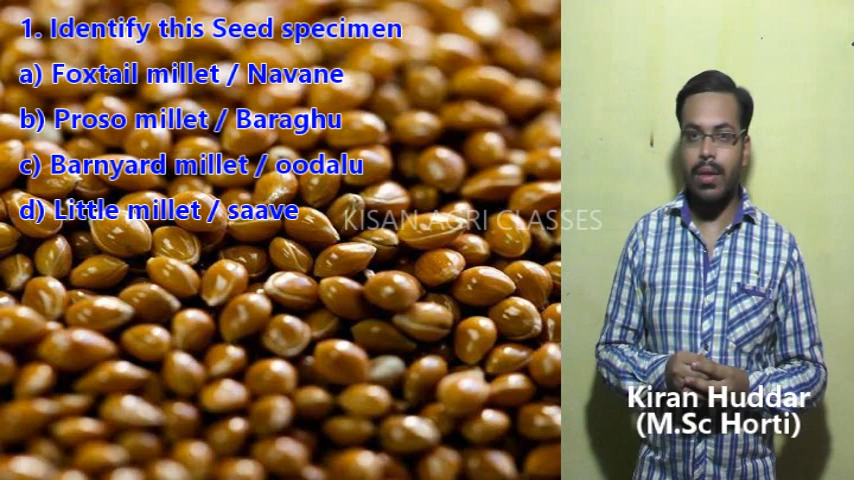 1. Identify this Seed specimen
a) Foxtail millet / Navane
b) Proso millet / Baraghu
c) Barnyard millet / oodalu
d) Little millet / saave
KISAN AGRI CLASSES
Kiran Huddar
(M.Sc Horti)